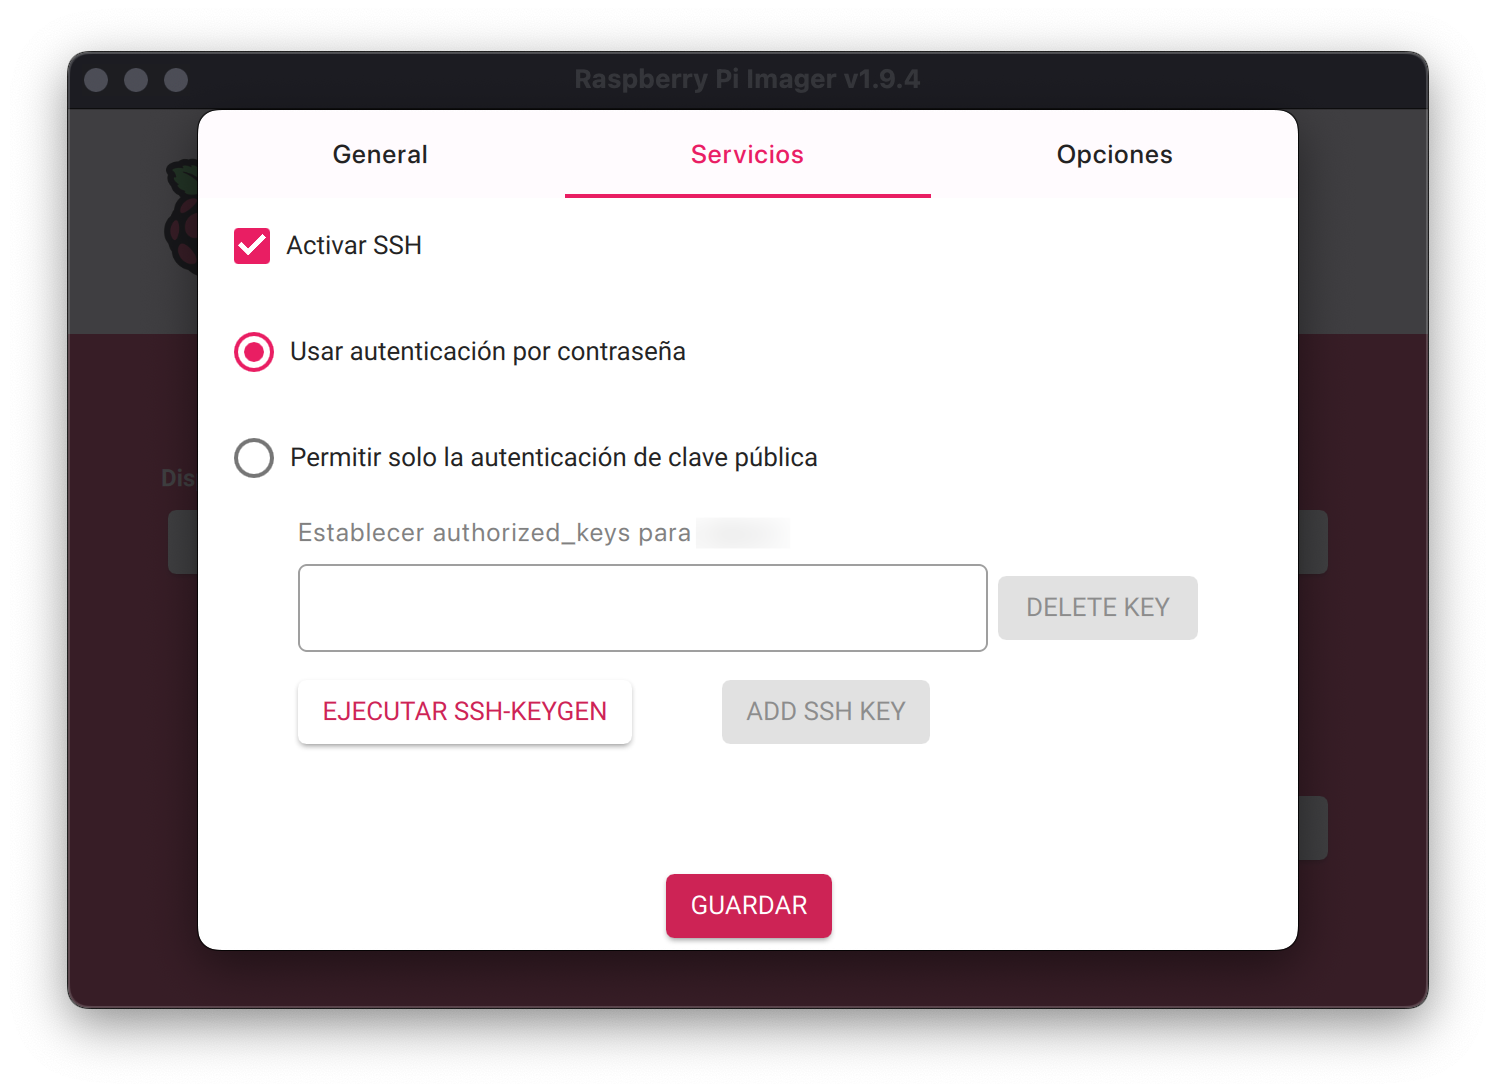 Raspberry Pi Imager v1.9.4
General
Servicios
Opciones
Activar SSH
Usar autenticación por contraseña
Permitir solo la autenticación de clave pública
Dis
Establecer authorized_keys para
DELETE KEY
EJECUTAR SSH-KEYGEN
ADD SSH KEY
GUARDAR